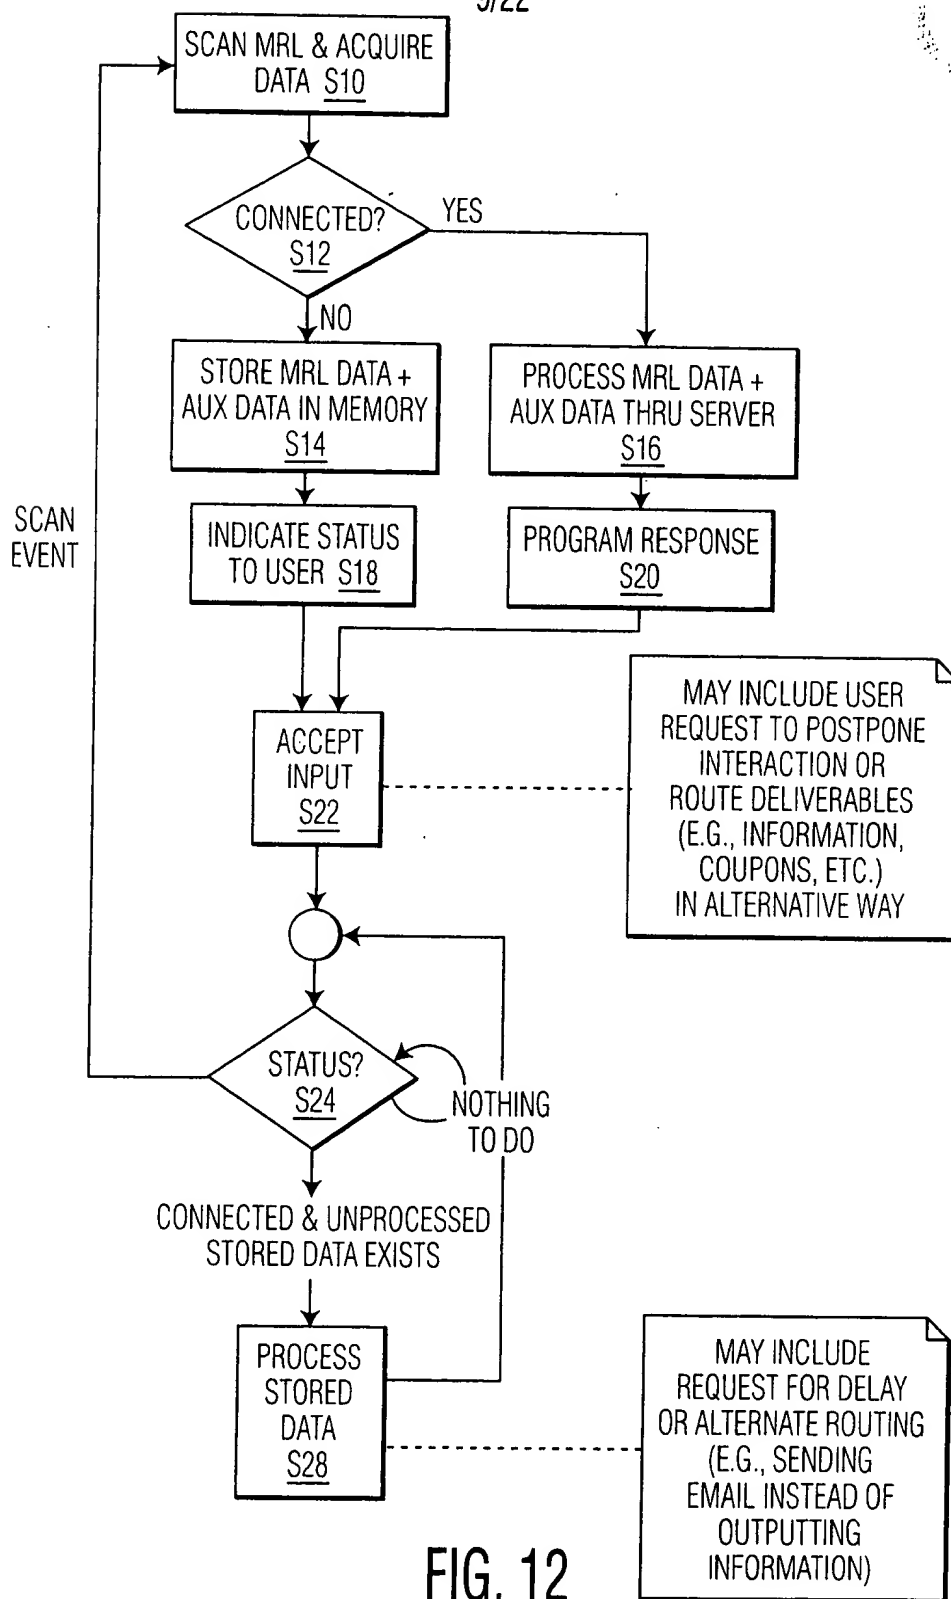 SCAN MRL & ACQUIRE
DATA S10
CONNECTED?
S12
YES
NO
STORE MRL DATA +
AUX DATA IN MEMORY
S14
PROCESS MRL DATA +
AUX DATA THRU SERVER
S16
SCAN
EVENT
INDICATE STATUS
TO USER S18
PROGRAM RESPONSE
S20
ACCEPT
INPUT
S22
MAY INCLUDE USER
REQUEST TO POSTPONE
INTERACTION OR
ROUTE DELIVERABLES
(E.G., INFORMATION,
COUPONS, ETC.)
IN ALTERNATIVE WAY
STATUS?
S24
NOTHING
TO DO
CONNECTED & UNPROCESSED
STORED DATA EXISTS
PROCESS
STORED
DATA
S28
MAY INCLUDE
REQUEST FOR DELAY
OR ALTERNATE ROUTING
(E.G., SENDING
EMAIL INSTEAD OF
OUTPUTTING
INFORMATION)
FIG. 12